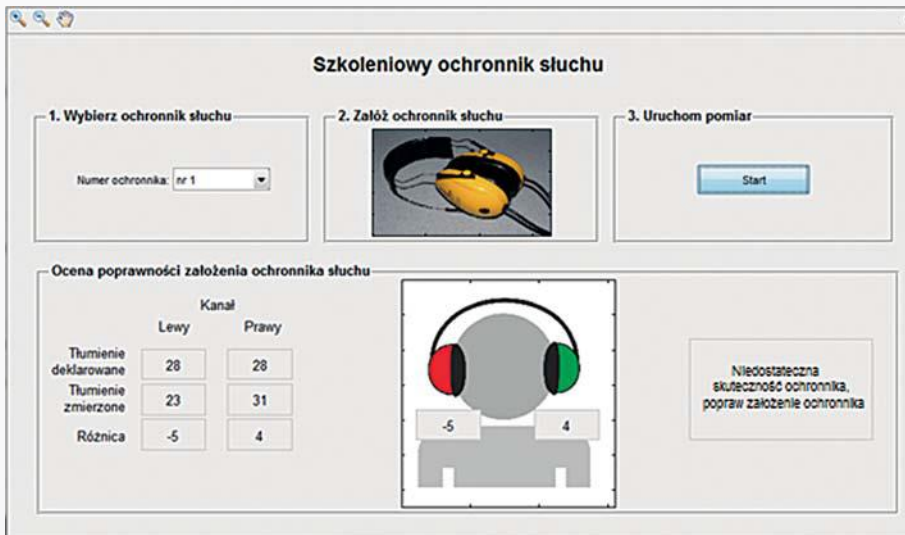 Szkoleniowy ochronnik słuchu
1. Wybierz ochronnik słuchu
Numer ochronnika: nr 1
2. Załóż ochronnik słuchu
3. Uruchom pomiar
Start
Ocena poprawności założenia ochronnika słuchu
Kanał
Lewy Prawy
Tłumienie
deklarowane 28 28
Tłumienie
zmierzone 23 31
Różnica -5 4
-5 4
Niedostateczna
skuteczność ochronnika,
popraw założenie ochronnika